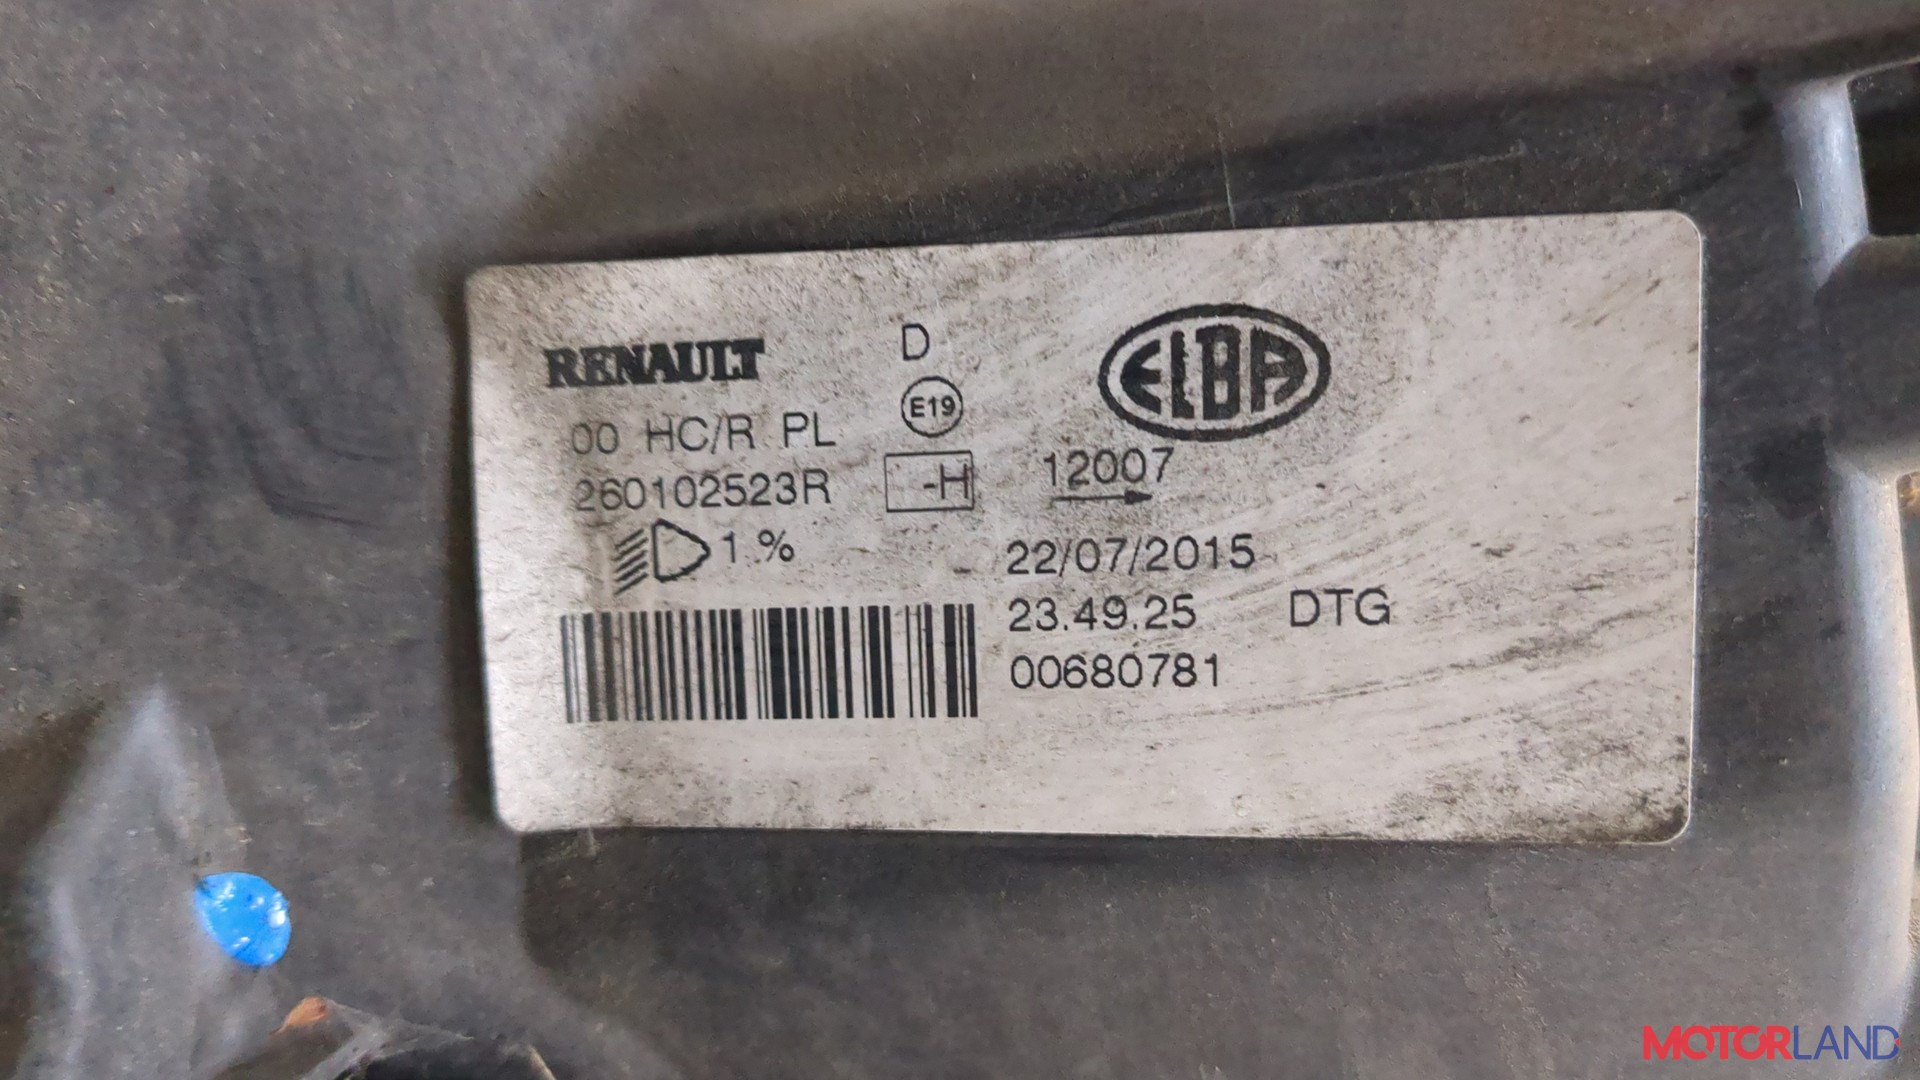 RENAULT D ELBA
E19
00 HC/R PL
260102523R -H 12007
1.% 22/07/2015
23.49.25 DTG
00680781
MOTORLAND